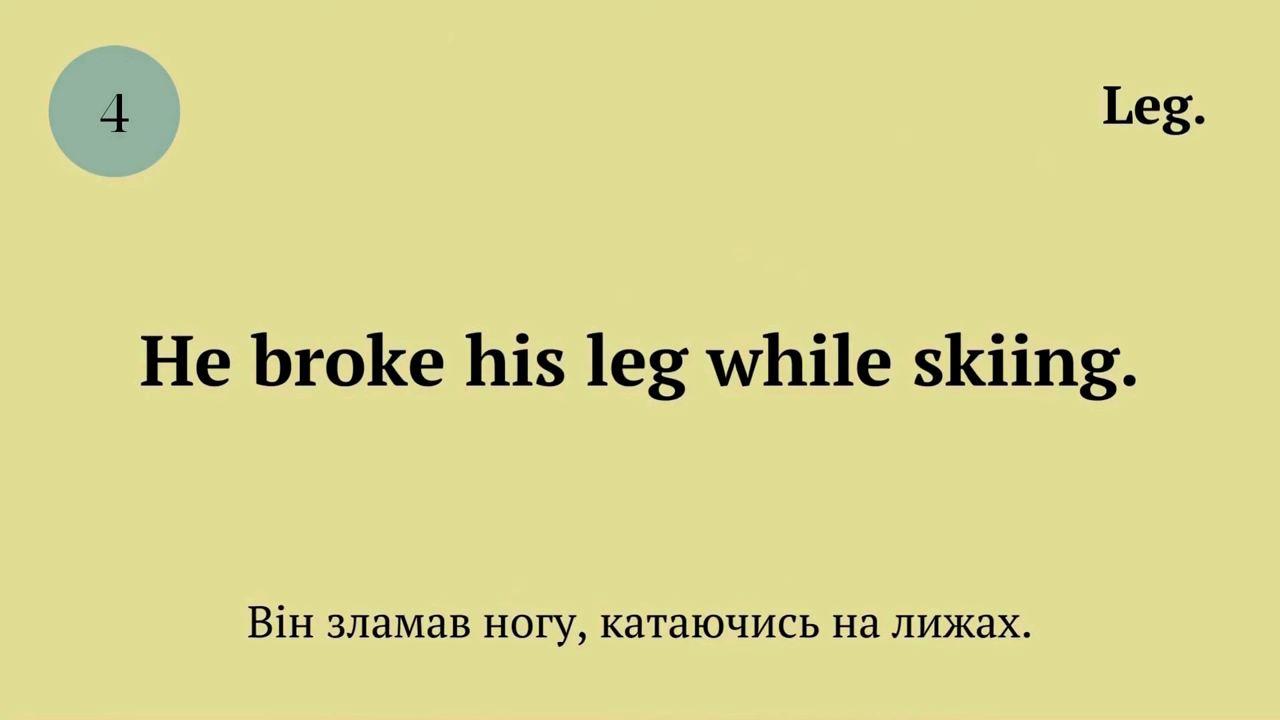 4
Leg.
He broke his leg while skiing.
Він зламав ногу, катаючись на лижах.